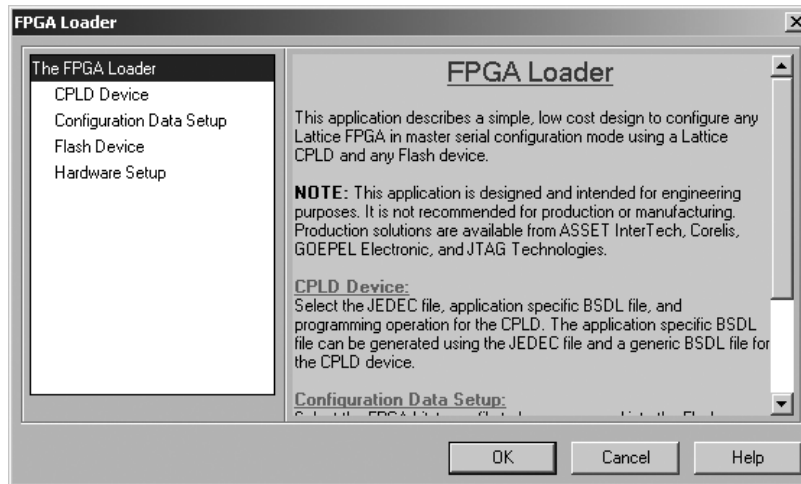 FPGA Loader
The FPGA Loader
CPLD Device
Configuration Data Setup
Flash Device
Hardware Setup
FPGA Loader
This application describes a simple, low cost design to configure any
Lattice FPGA in master serial configuration mode using a Lattice
CPLD and any Flash device.
NOTE: This application is designed and intended for engineering
purposes. It is not recommended for production or manufacturing.
Production solutions are available from ASSET InterTech, Corelis,
GOEPEL Electronic, and JTAG Technologies.
CPLD Device:
Select the JEDEC file, application specific BSDL file, and
programming operation for the CPLD. The application specific BSDL
file can be generated using the JEDEC file and a generic BSDL file for
the CPLD device.
Configuration Data Setup:
OK
Cancel
Help